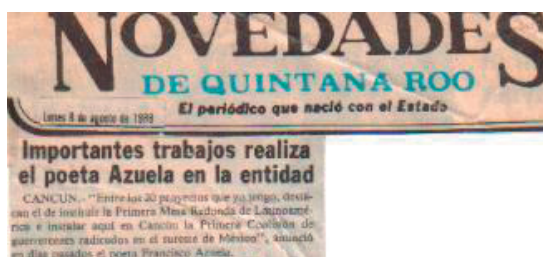 NOVEDADES
DE QUINTANA ROO
Lunes 8 de agosto de 1988
El periódico que nació con el Estado
Importantes trabajos realiza
el poeta Azuela en la entidad
CANCUN.- "Entre los 20 proyectos que yo tengo, desta-
can el de instituir la Primera Mesa Redonda de Latinoamé-
rica e instalar aquí en Cancún la Primera Coalición de
guerrerenses radicados en el sureste de México", anunció
en días pasados el poeta Francisco Azuela.